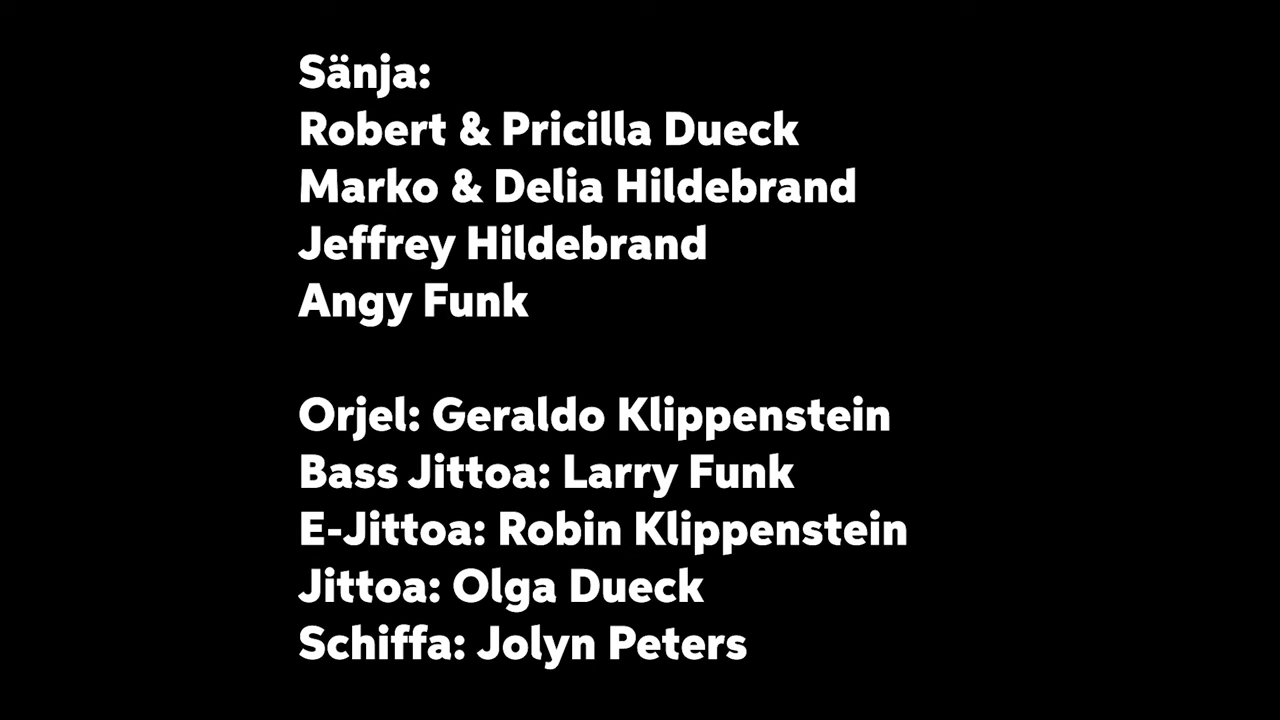 Sänja:
Robert & Pricilla Dueck
Marko & Delia Hildebrand
Jeffrey Hildebrand
Angy Funk
Orjel: Geraldo Klippenstein
Bass Jittoa: Larry Funk
E-Jittoa: Robin Klippenstein
Jittoa: Olga Dueck
Schiffa: Jolyn Peters